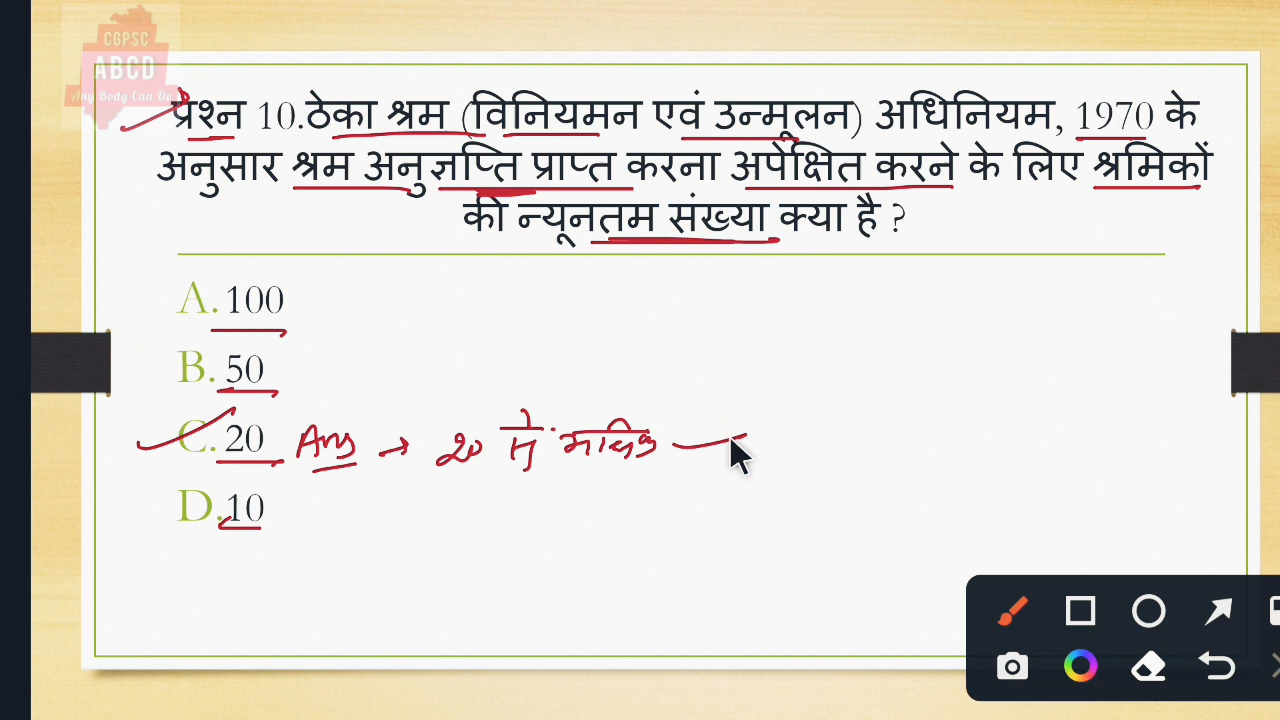 CGPSC
ABCD
Any Body Can Do
प्रश्न 10.ठेका श्रम (विनियमन एवं उन्मूलन) अधिनियम, 1970 के
अनुसार श्रम अनुज्ञप्ति प्राप्त करना अपेक्षित करने के लिए श्रमिकों
की न्यूनतम संख्या क्या है ?
A. 100
B. 50
C. 20 Ans → 20
D. 10